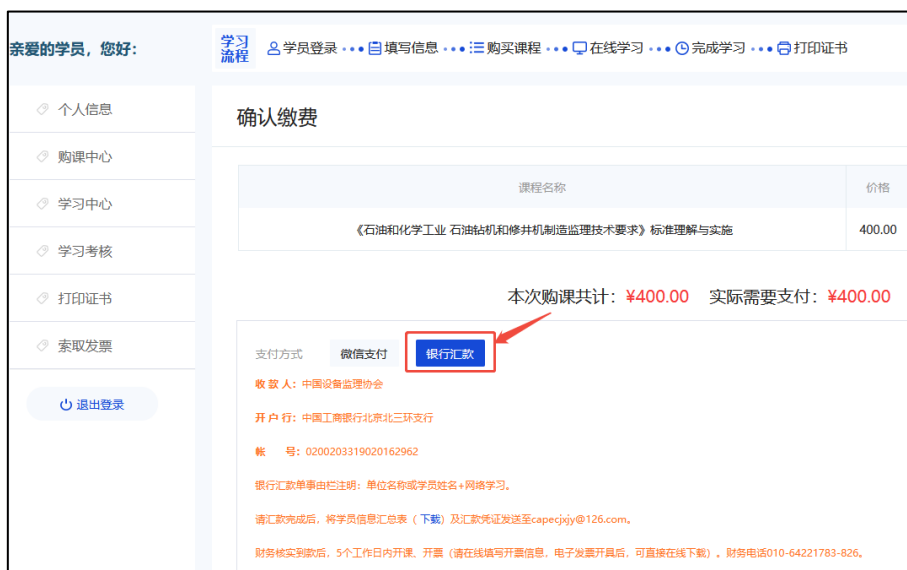 亲爱的学员，您好：
学习流程 学员登录 ••• 填写信息 ••• 购买课程 ••• 在线学习 ••• 完成学习 ••• 打印证书
个人信息
购课中心
学习中心
学习考核
打印证书
索取发票
退出登录
确认缴费
课程名称 价格
《石油和化学工业 石油钻机和修井机制造监理技术要求》标准理解与实施 400.00
本次购课共计：¥400.00 实际需要支付：¥400.00
支付方式 微信支付 银行汇款
收 款 人：中国设备监理协会
开 户 行：中国工商银行北京北三环支行
帐 号：0200203319020162962
银行汇款单事由栏注明：单位名称或学员姓名+网络学习。
请汇款完成后，将学员信息汇总表（ 下载）及汇款凭证发送至capecjxjy@126.com。
财务核实到款后，5个工作日内开课、开票（请在线填写开票信息，电子发票开具后，可直接在线下载）。财务电话010-64221783-826。